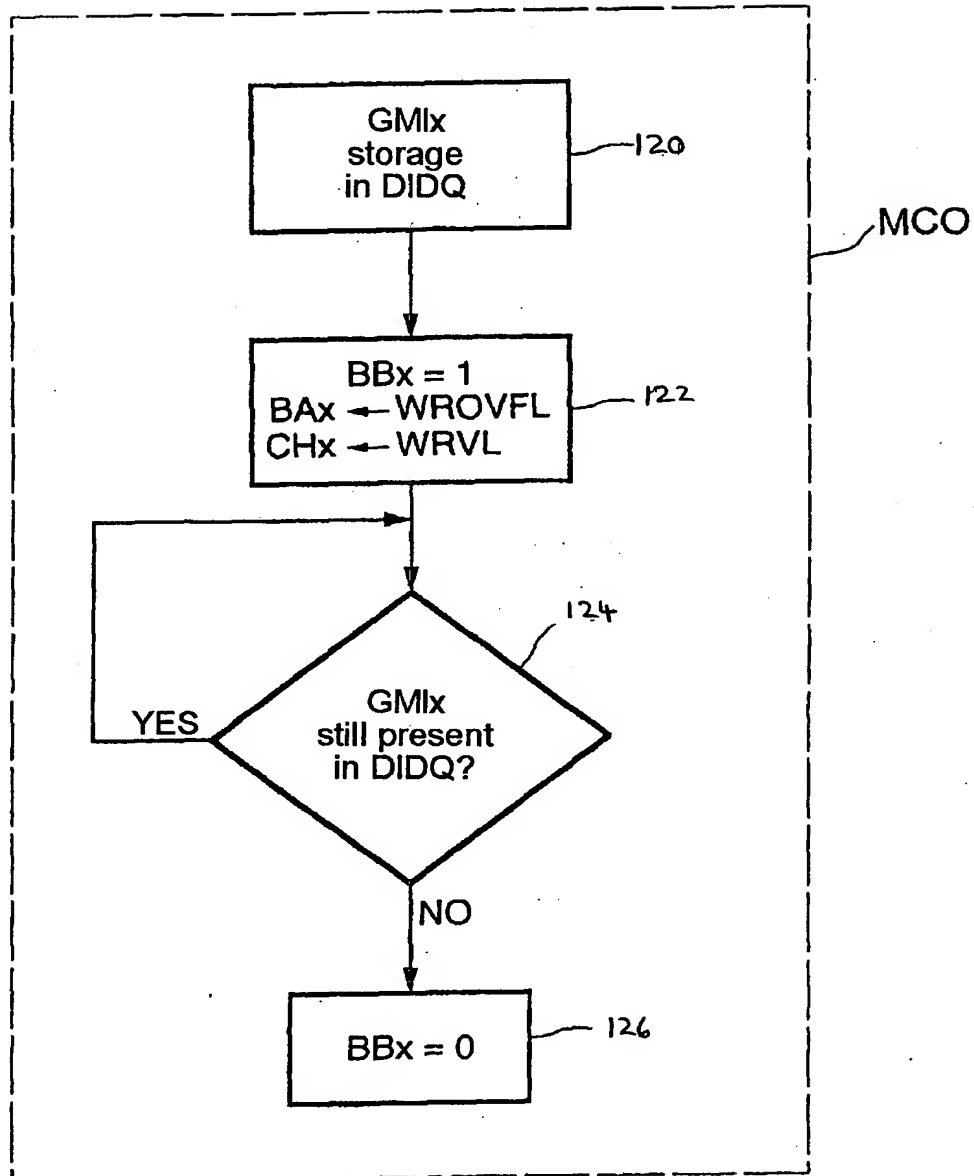 GMIx
storage
in DIDQ
120
MCO
BBx = 1
BAx ← WROVFL
CHx ← WRVL
122
124
GMIx
still present
in DIDQ?
YES
NO
BBx = 0
126